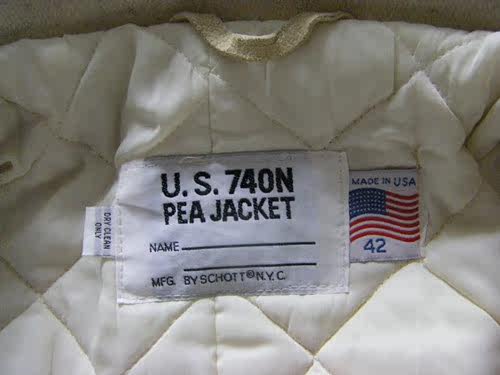 U.S. 740N
PEA JACKET
NAME
MFG. BY SCHOTT® N.Y.C.
DRY CLEAN
ONLY
MADE IN USA
42